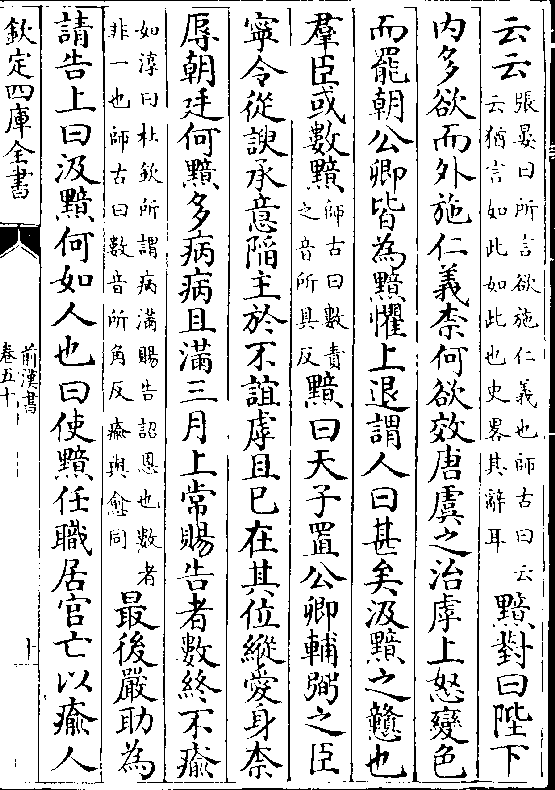 云云張晏曰所言欲施仁義也師古曰云云猶言如此如此也史畧其辭耳黯對曰陛下
内多欲而外施仁義柰何欲效唐虞之治虖上怒變色
而罷朝公卿皆為黯懼上退謂人曰甚矣汲黯之戇也
羣臣或數黯師古曰數責之音所具反黯曰天子置公卿輔弼之臣
寧令從諛承意陷主於不誼虖且已在其位縱愛身柰
辱朝廷何黯多病病且滿三月上常賜告者數終不瘉
如淳曰杜欽所謂病滿賜告詔恩也數者非一也師古曰數音所角反瘉與愈同最後嚴助為
請告上曰汲黯何如人也曰使黯任職居官亡以瘉人
欽定四庫全書
前漢書
卷五十